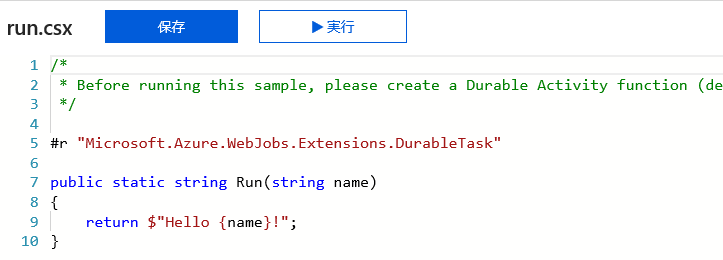 run.csx 保存 ▶実行
1 /*
2  * Before running this sample, please create a Durable Activity function (de
3  */
4
5 #r "Microsoft.Azure.WebJobs.Extensions.DurableTask"
6
7 public static string Run(string name)
8 {
9     return $"Hello {name}!";
10 }